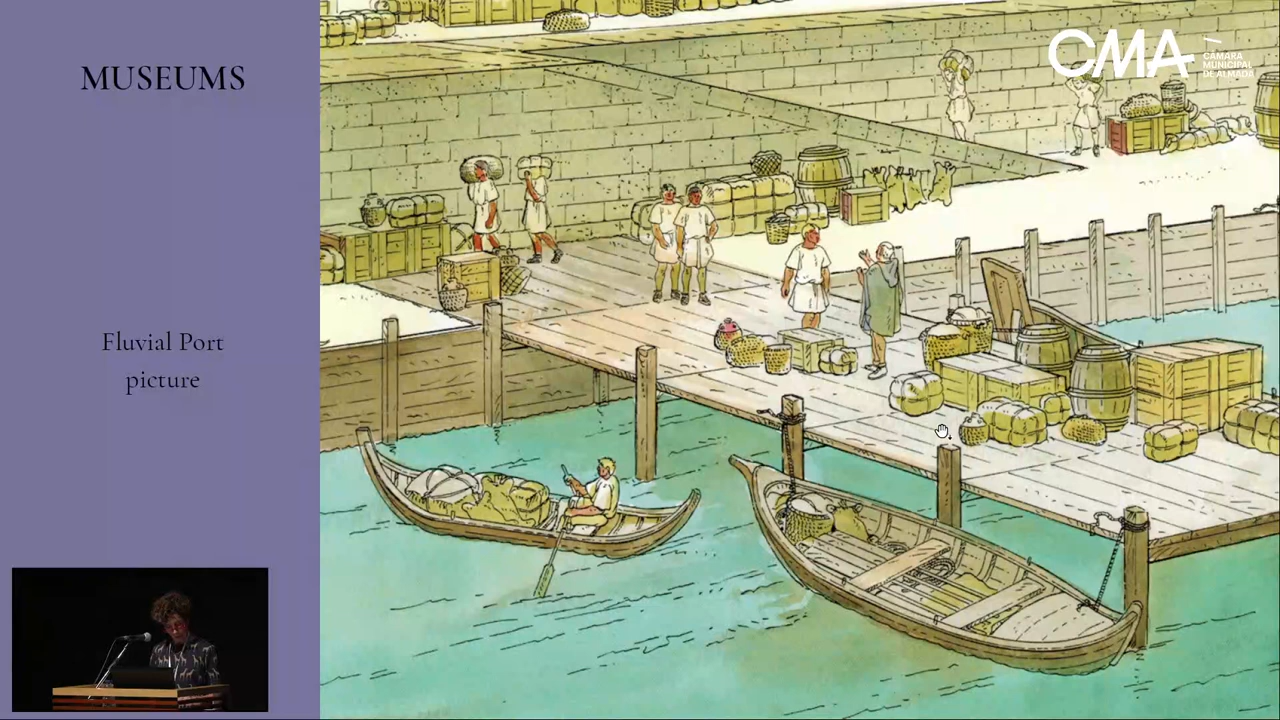 MUSEUMS
Fluvial Port
picture
CMA
CÂMARA
MUNICIPAL
DE ALMADA